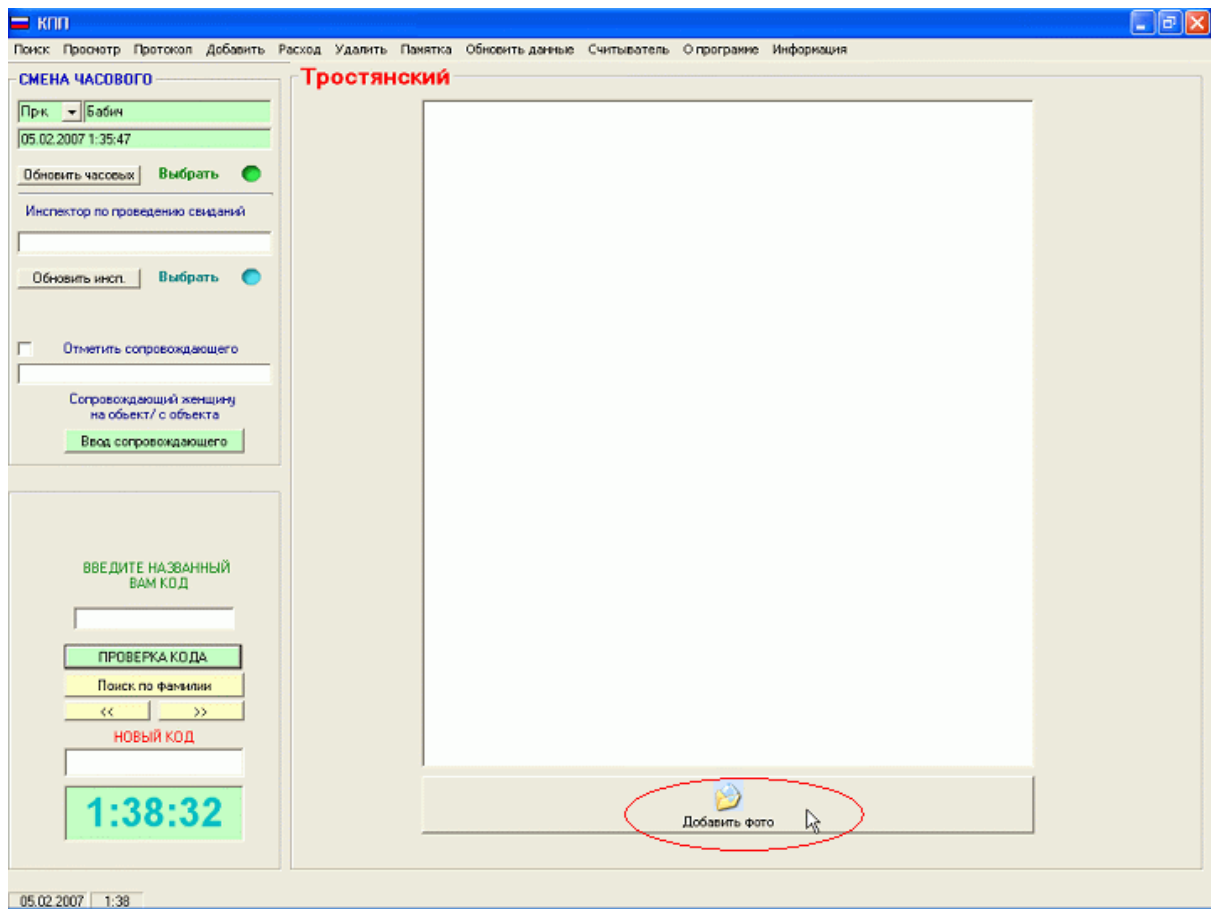 КПП
Поиск Просмотр Протокол Добавить Расход Удалить Памятка Обновить данные Считыватель О программе Информация
СМЕНА ЧАСОВОГО
Пр-к Бабич
05.02.2007 1:35:47
Обновить часовых Выбрать
Инспектор по проведению свиданий
Обновить инсп. Выбрать
Отметить сопровождающего
Сопровождающий женщину
на объект/ с объекта
Ввод сопровождающего
ВВЕДИТЕ НАЗВАННЫЙ
ВАМ КОД
ПРОВЕРКА КОДА
Поиск по фамилии
<< >>
НОВЫЙ КОД
1:38:32
Тростянский
Добавить фото
05.02.2007 1:38